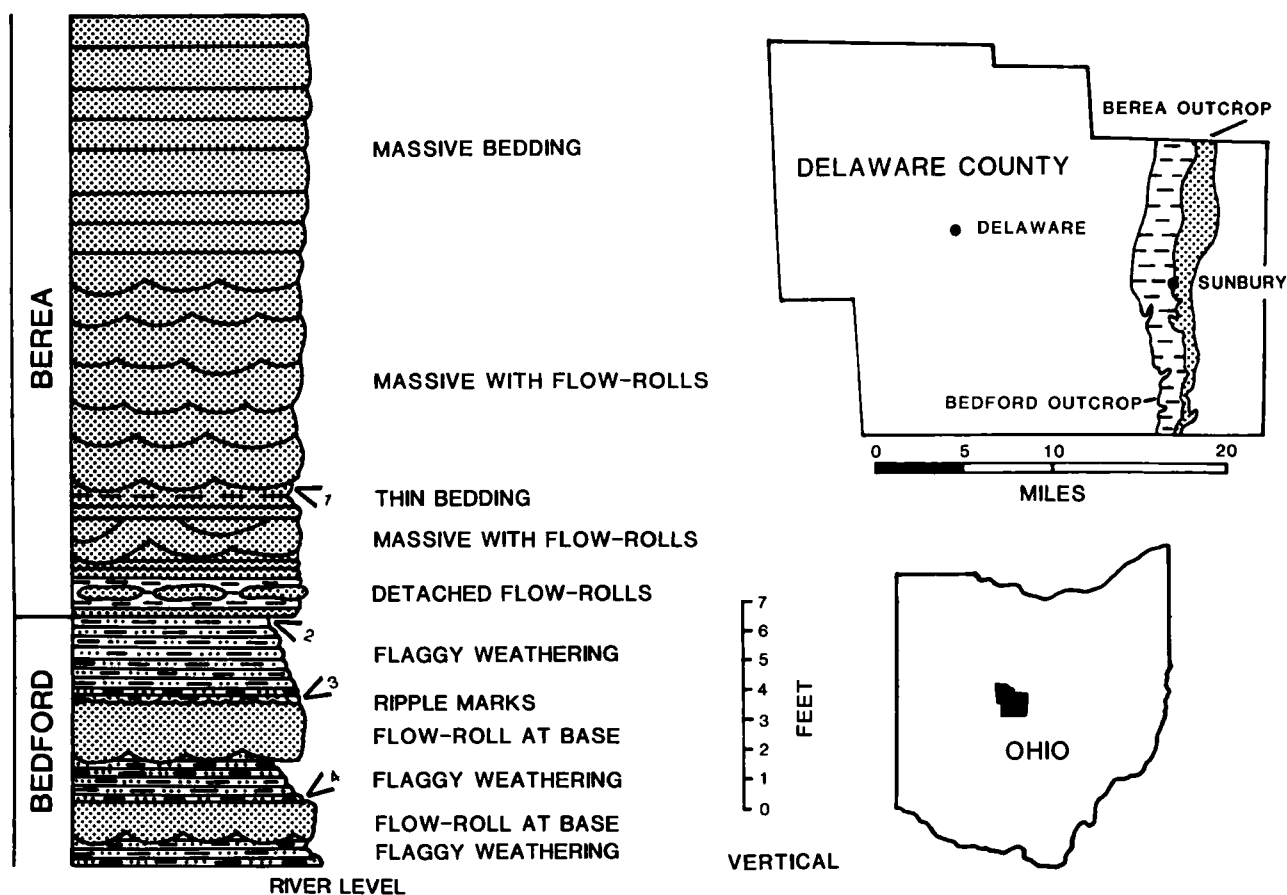 BEREA
BEDFORD
MASSIVE BEDDING
MASSIVE WITH FLOW-ROLLS
1
THIN BEDDING
MASSIVE WITH FLOW-ROLLS
DETACHED FLOW-ROLLS
2
FLAGGY WEATHERING
3
RIPPLE MARKS
FLOW-ROLL AT BASE
FLAGGY WEATHERING
4
FLOW-ROLL AT BASE
FLAGGY WEATHERING
RIVER LEVEL
BEREA OUTCROP
DELAWARE COUNTY
DELAWARE
SUNBURY
BEDFORD OUTCROP
0 5 10 20
MILES
7
6
5
4
3
2
1
0
FEET
VERTICAL
OHIO